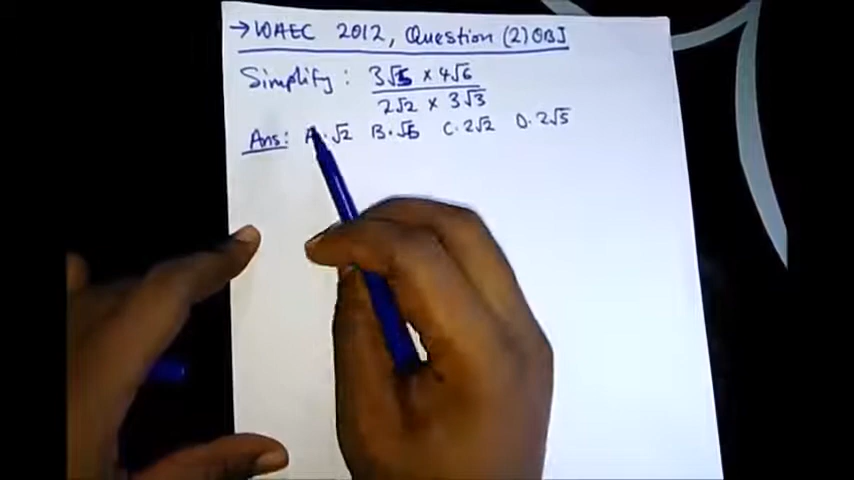 → WAEC 2012, Question (2) OBJ
Simplify: 3√5 × 4√6
2√2 × 3√3
Ans: A. √2 B. √5 C. 2√2 D. 2√5